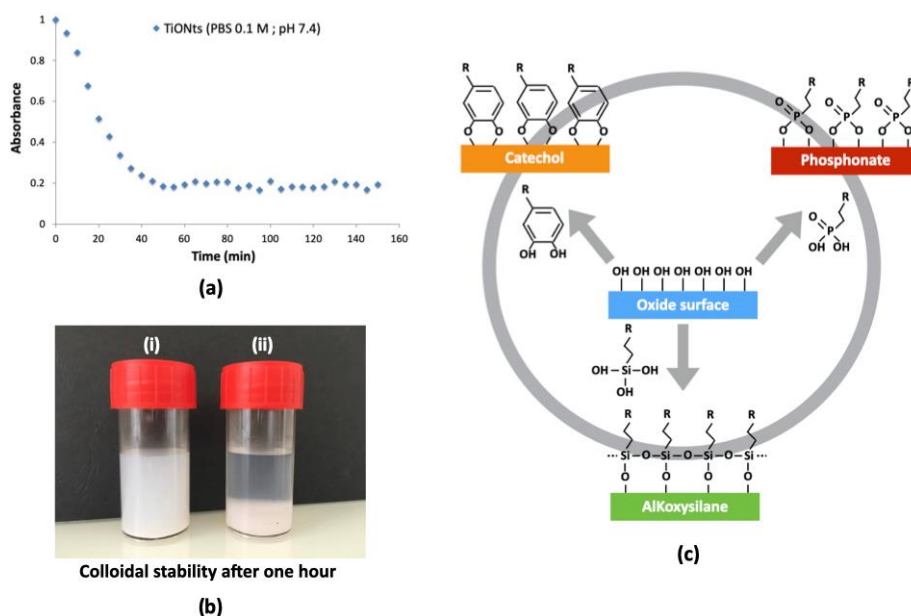 1
0.8
0.6
0.4
0.2
0
Absorbance
TiONts (PBS 0.1 M ; pH 7.4)
0 20 40 60 80 100 120 140 160
Time (min)
(a)
(i) (ii)
Colloidal stability after one hour
(b)
R R R
O O O O O O
Catechol
R R R
O P O O O P O O O P O O
Phosphonate
R
OH OH
R
O P
OH OH
OH OH OH OH OH OH OH
Oxide surface
R
OH Si OH
OH
R R R R
Si O Si O Si O Si
O O O O
AlKoxysilane
(c)